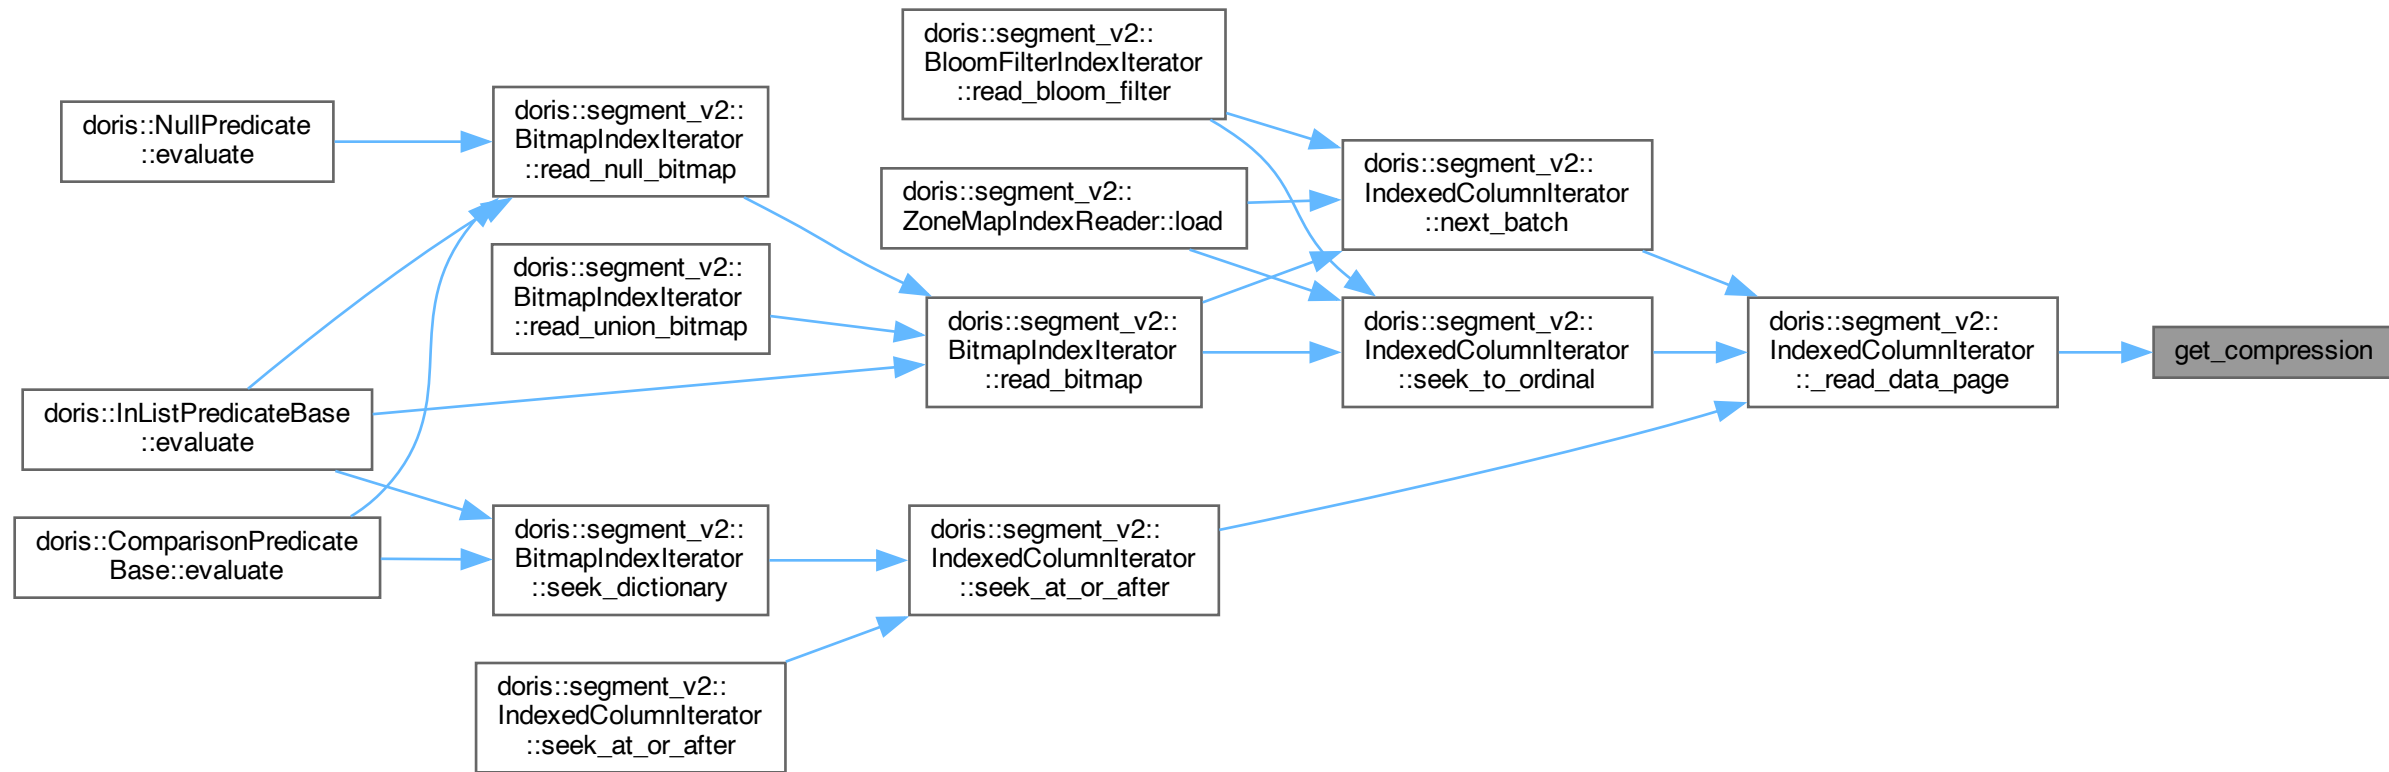 doris::segment_v2::
BloomFilterIndexIterator
::read_bloom_filter
doris::NullPredicate
::evaluate
doris::segment_v2::
BitmapIndexIterator
::read_null_bitmap
doris::segment_v2::
IndexedColumnIterator
::next_batch
doris::segment_v2::
ZoneMapIndexReader::load
doris::segment_v2::
BitmapIndexIterator
::read_union_bitmap
doris::segment_v2::
BitmapIndexIterator
::read_bitmap
doris::segment_v2::
IndexedColumnIterator
::seek_to_ordinal
doris::segment_v2::
IndexedColumnIterator
::_read_data_page
get_compression
doris::InListPredicateBase
::evaluate
doris::ComparisonPredicate
Base::evaluate
doris::segment_v2::
BitmapIndexIterator
::seek_dictionary
doris::segment_v2::
IndexedColumnIterator
::seek_at_or_after
doris::segment_v2::
IndexedColumnIterator
::seek_at_or_after